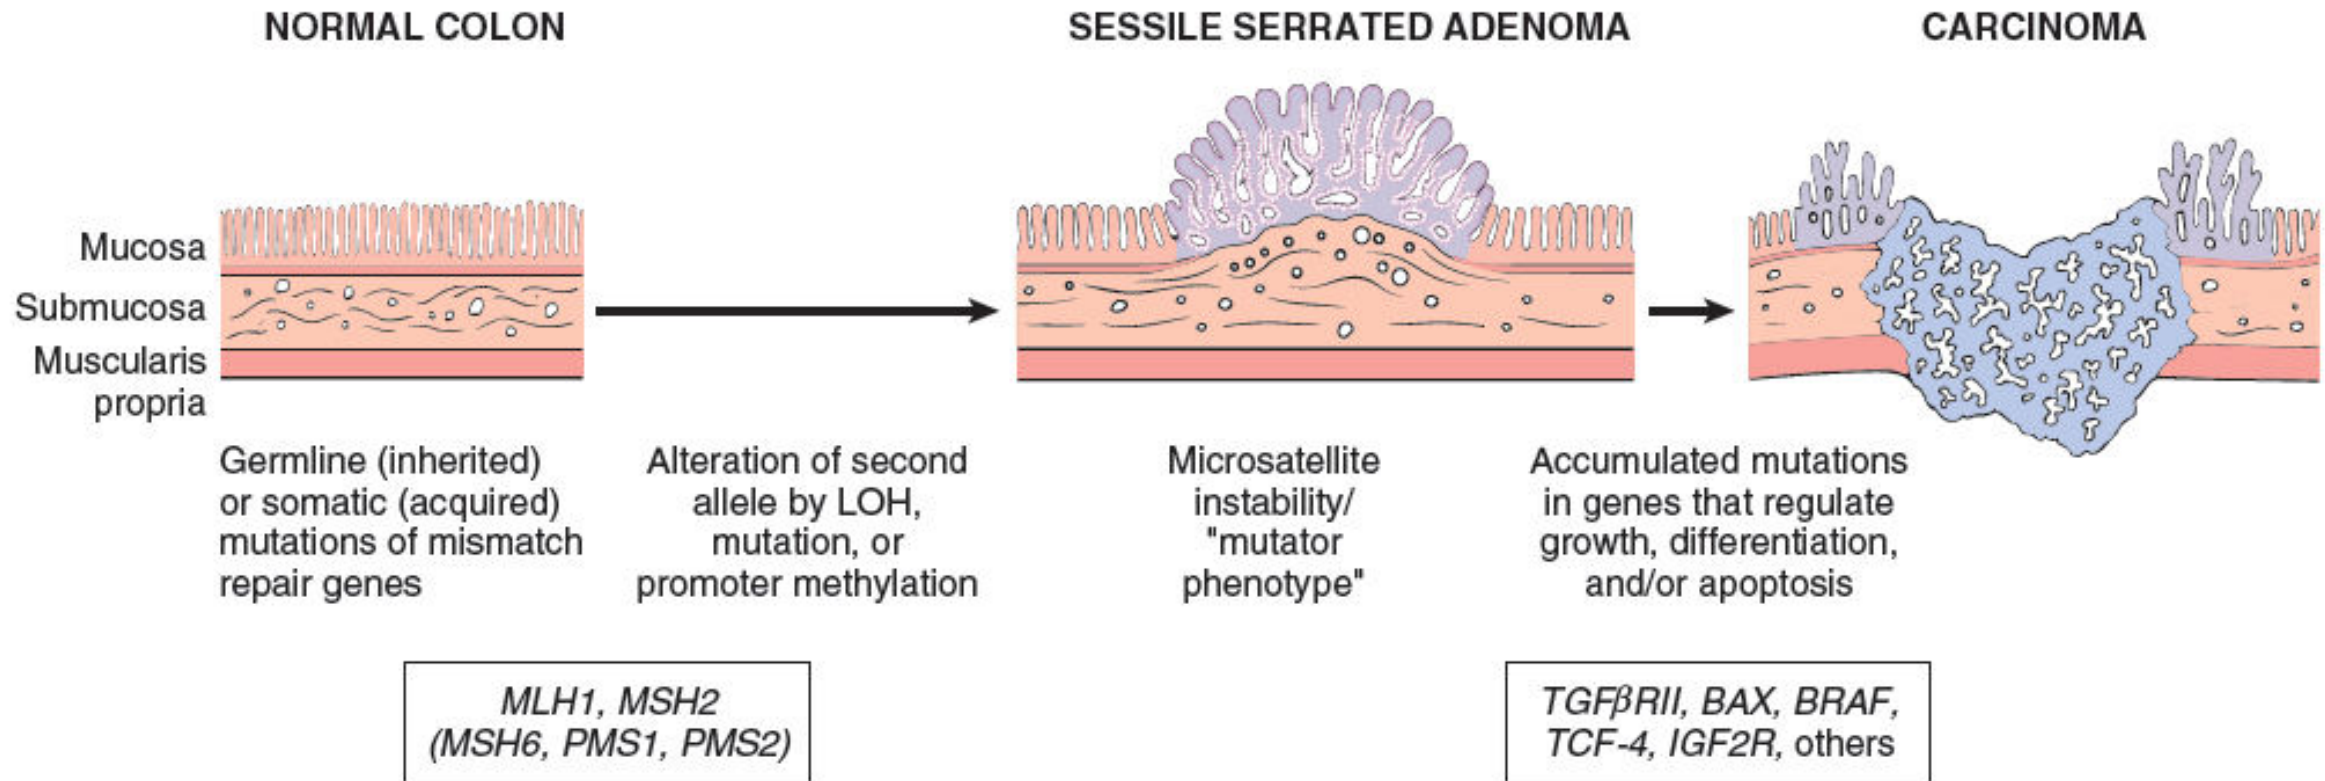 NORMAL COLON
SESSILE SERRATED ADENOMA
CARCINOMA
Mucosa
Submucosa
Muscularis
propria
Germline (inherited)
or somatic (acquired)
mutations of mismatch
repair genes
Alteration of second
allele by LOH,
mutation, or
promoter methylation
Microsatellite
instability/
"mutator
phenotype"
Accumulated mutations
in genes that regulate
growth, differentiation,
and/or apoptosis
MLH1, MSH2
(MSH6, PMS1, PMS2)
TGFβRII, BAX, BRAF,
TCF-4, IGF2R, others